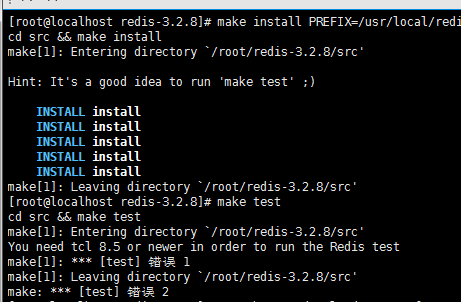 [root@localhost redis-3.2.8]# make install PREFIX=/usr/local/redi
cd src && make install
make[1]: Entering directory `/root/redis-3.2.8/src'
Hint: It's a good idea to run 'make test' ;)
INSTALL install
INSTALL install
INSTALL install
INSTALL install
INSTALL install
make[1]: Leaving directory `/root/redis-3.2.8/src'
[root@localhost redis-3.2.8]# make test
cd src && make test
make[1]: Entering directory `/root/redis-3.2.8/src'
You need tcl 8.5 or newer in order to run the Redis test
make[1]: *** [test] 错误 1
make[1]: Leaving directory `/root/redis-3.2.8/src'
make: *** [test] 错误 2